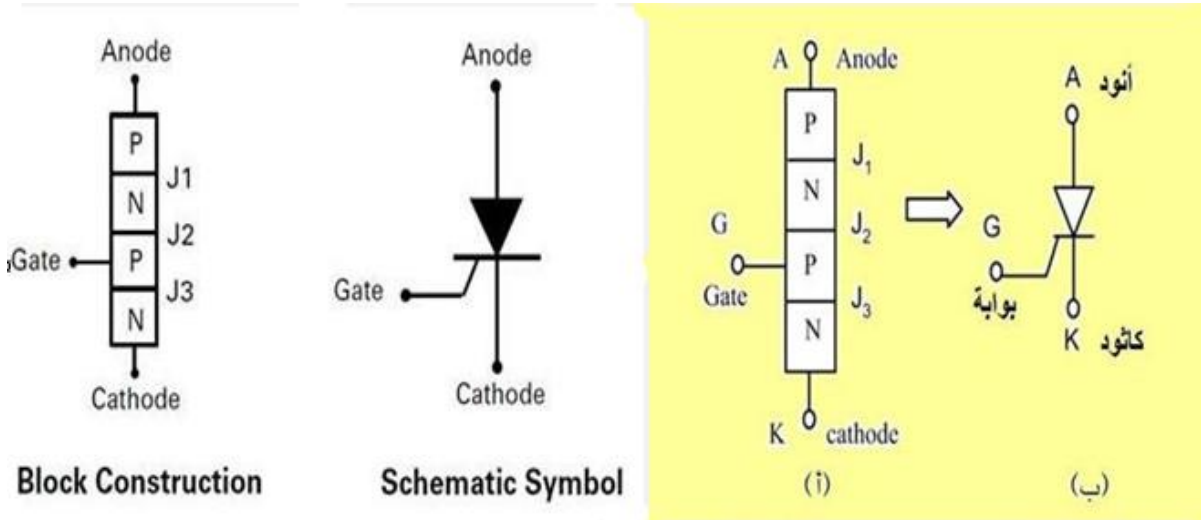 Anode
P
J1
N
J2
Gate
P
J3
N
Cathode
Block Construction
Anode
Gate
Cathode
Schematic Symbol
A Anode
P
J1
N
G
J2
P
Gate
J3
N
K cathode
(أ)
A أنود
G
بوابة
K كاثود
(ب)